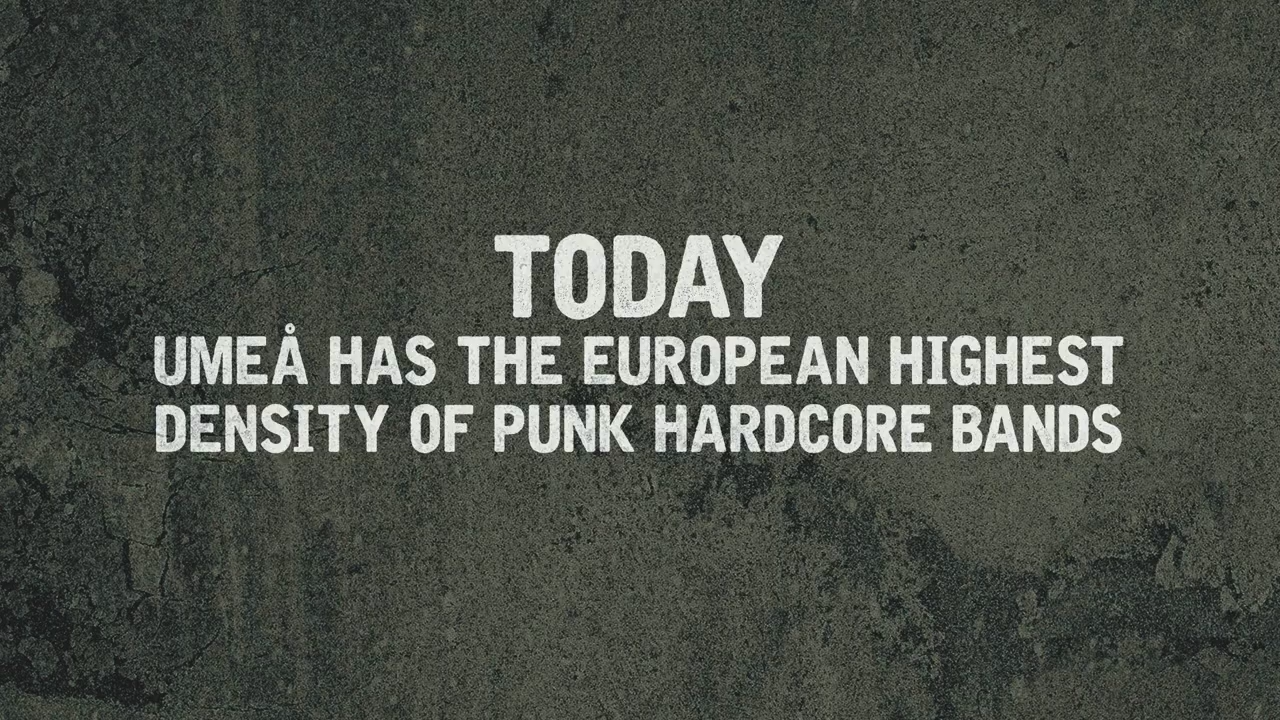 TODAY
UMEÅ HAS THE EUROPEAN HIGHEST
DENSITY OF PUNK HARDCORE BANDS